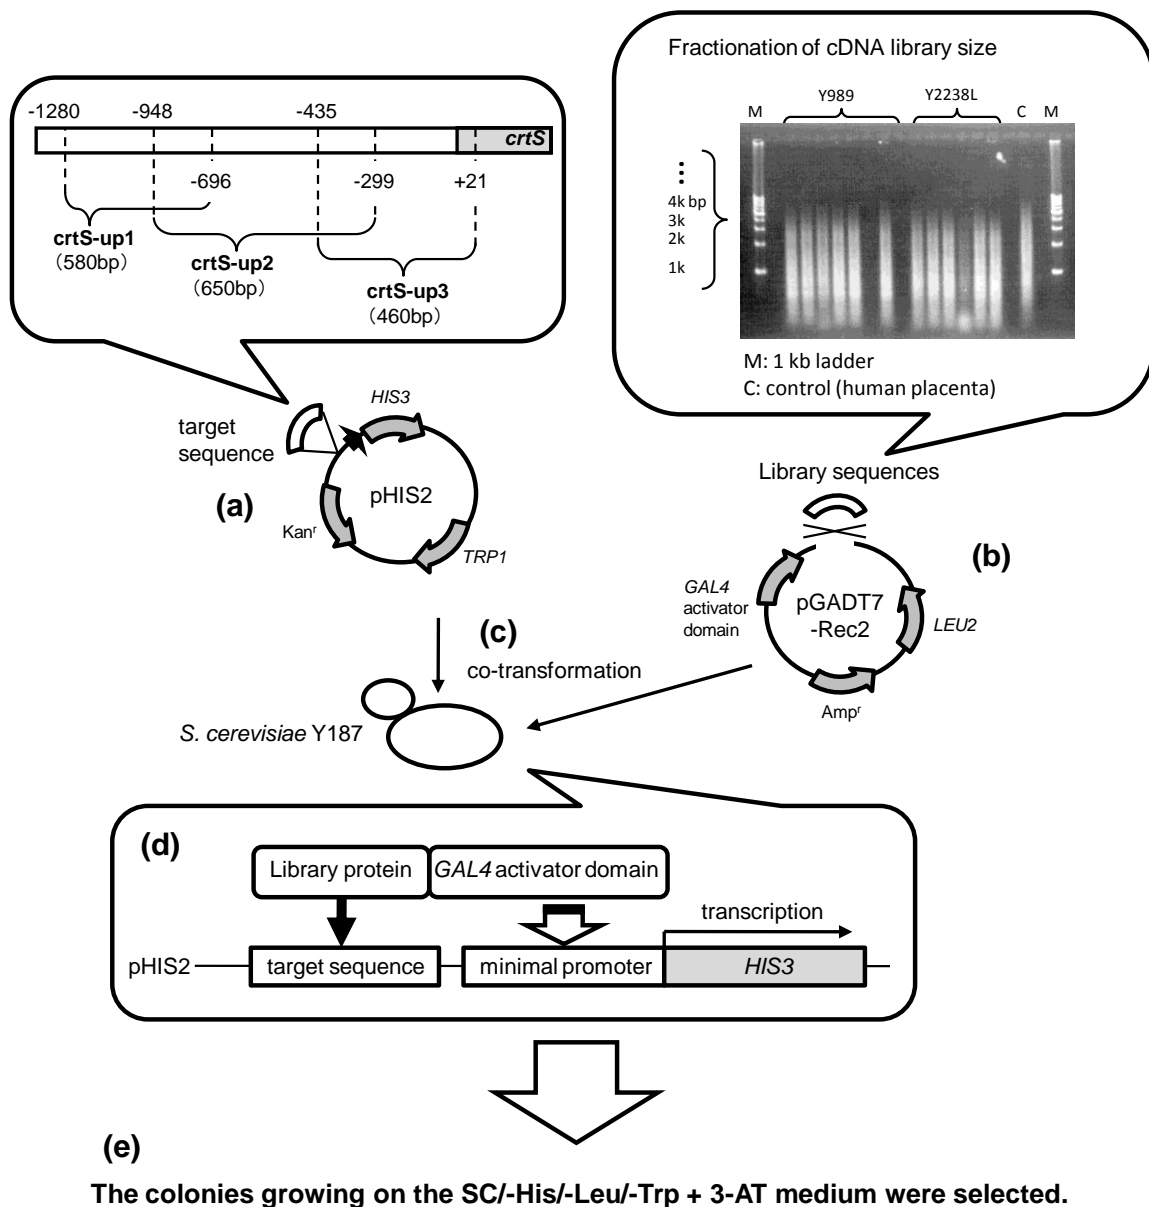 Fractionation of cDNA library size
M Y989 Y2238L C M
⋮
4k bp
3k
2k
1k
M: 1 kb ladder
C: control (human placenta)
-1280 -948 -435
crtS
-696 -299 +21
crtS-up1
(580bp)
crtS-up2
(650bp)
crtS-up3
(460bp)
target
sequence
HIS3
pHIS2
(a)
Kanʳ
TRP1
Library sequences
(b)
GAL4
activator
domain
pGADT7
-Rec2
LEU2
Ampʳ
(c)
co-transformation
S. cerevisiae Y187
(d)
Library protein GAL4 activator domain
transcription
pHIS2 target sequence minimal promoter HIS3
(e)
The colonies growing on the SC/-His/-Leu/-Trp + 3-AT medium were selected.